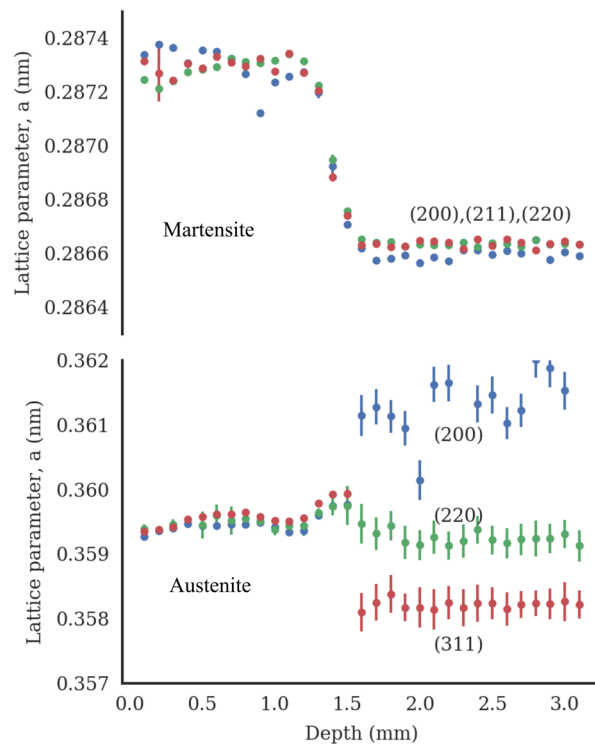 Lattice parameter, a (nm)
0.2874
0.2872
0.2870
0.2868
0.2866
0.2864
(200),(211),(220)
Martensite
Lattice parameter, a (nm)
0.362
0.361
0.360
0.359
0.358
0.357
(200)
(220)
(311)
Austenite
0.0 0.5 1.0 1.5 2.0 2.5 3.0
Depth (mm)